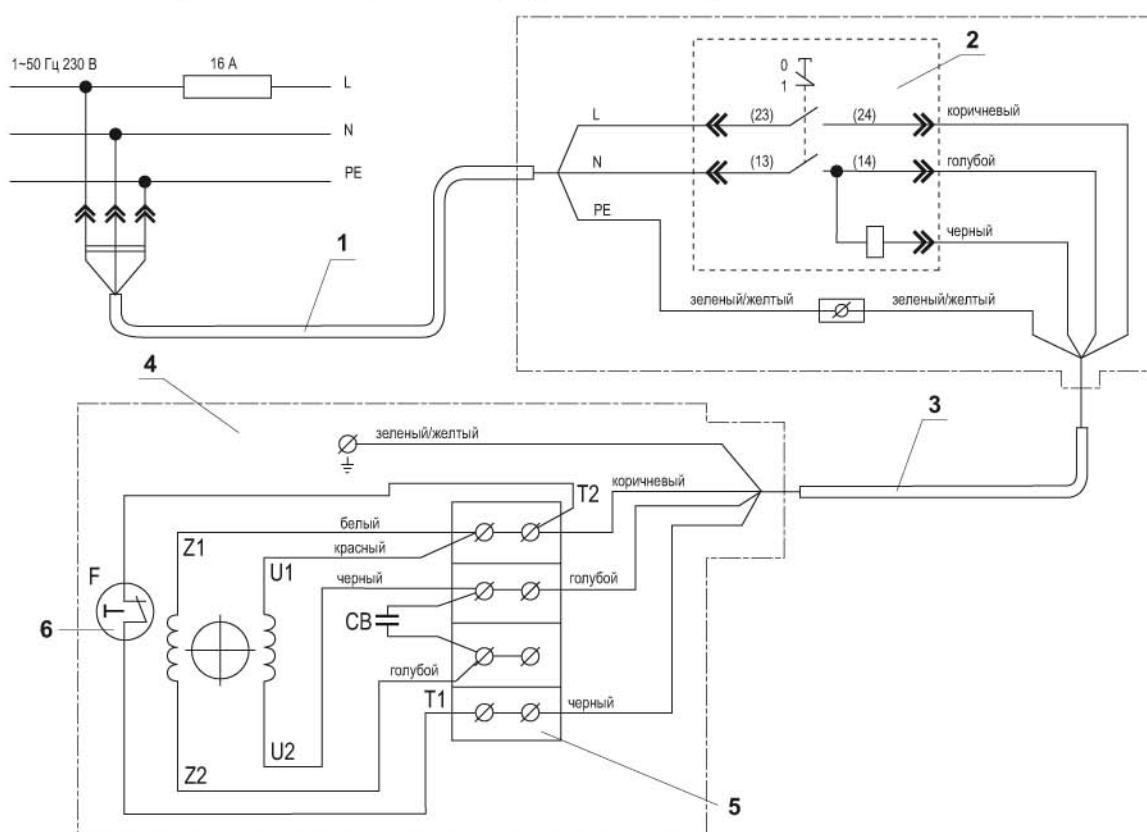 1~50 Гц 230 В
16 А
L
N
PE
2
0
1
L
(23)
(24)
коричневый
N
(13)
(14)
голубой
PE
черный
1
зеленый/желтый
зеленый/желтый
4
3
зеленый/желтый
коричневый
T2
белый
Z1
красный
U1
F
черный
голубой
CB
6
голубой
T1
черный
U2
Z2
5